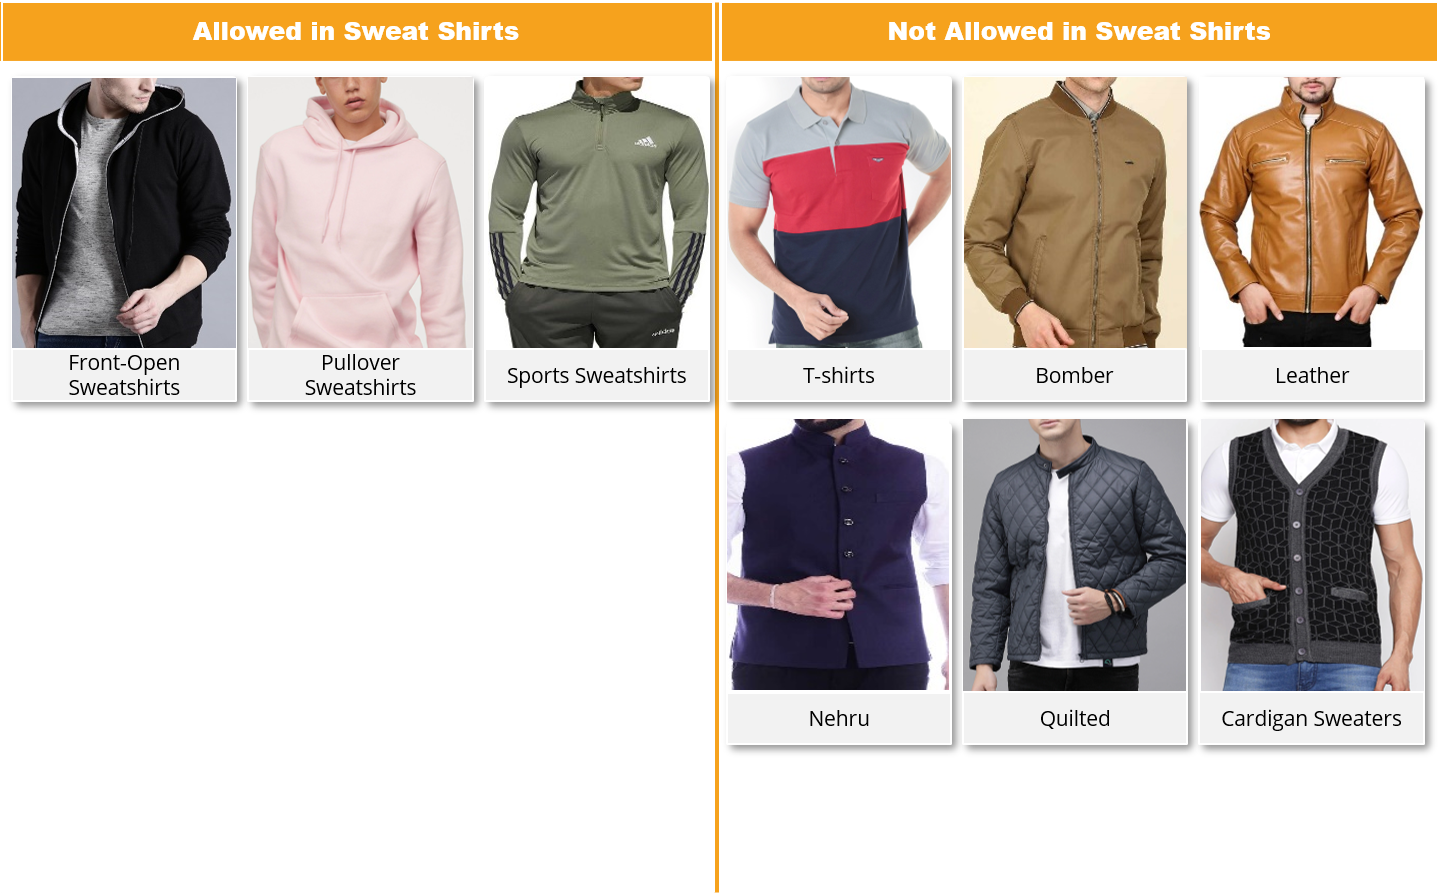 Allowed in Sweat Shirts
Not Allowed in Sweat Shirts
Front-Open
Sweatshirts
Pullover
Sweatshirts
adidas
Sports Sweatshirts
T-shirts
Bomber
Leather
Nehru
Quilted
Cardigan Sweaters